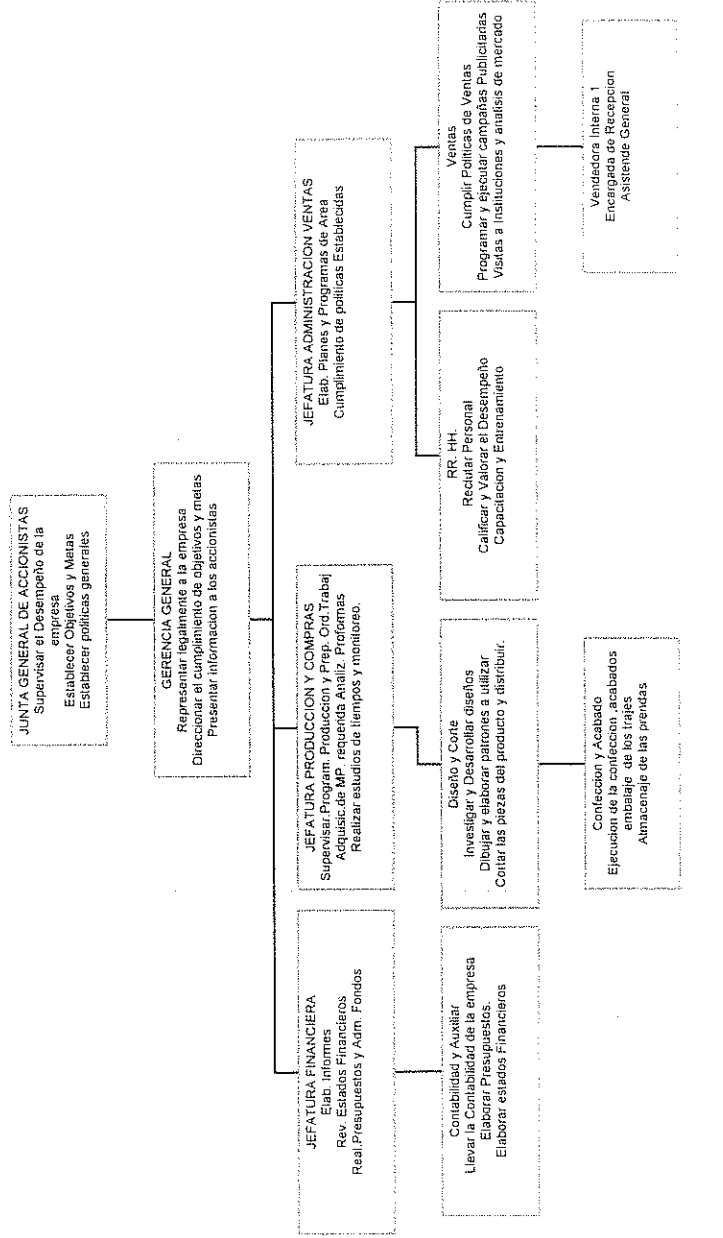 JUNTA GENERAL DE ACCIONISTAS
Supervisar el Desempeño de la
empresa
Establecer Objetivos y Metas
Establecer politicas generales
GERENCIA GENERAL
Representar legalmente a la empresa
Direccionar el cumplimiento de objetivos y metas
Presentar informacion a los accionistas
JEFATURA FINANCIERA
Elab. Informes
Rev. Estados Financieros
Real.Presupuestos y Adm. Fondos
JEFATURA PRODUCCION Y COMPRAS
Supervisar.Program. Produccion y Prep. Ord.Trabaj
Adquisic.de MP. requerida Analiz. Proformas
Realizar estudios de tiempos y monitoreo.
JEFATURA ADMINISTRACION VENTAS
Elab. Planes y Programas de Area
Cumplimiento de politicas Establecidas
Contabilidad y Auxiliar
Llevar la Contabilidad de la empresa
Elaborar Presupuestos.
Elaborar estados Financieros
Diseño y Corte
Investigar y Desarrollar diseños
Dibujar y elaborar patrones a utilizar
Cortar las piezas del producto y distribuir.
RR. HH.
Reclutar Personal
Calificar y Valorar el Desempeño
Capacitacion y Entrenamiento
Ventas
Cumplir Politicas de Ventas
Programar y ejecutar campañas Publicitarias
Visitas a Instituciones y analisis de mercado
Confeccion y Acabado
Ejecucion de la confeccion ,acabados
embalaje de los trajes
Almacenaje de las prendas
Vendedora Interna 1
Encargada de Recepcion
Asistende General